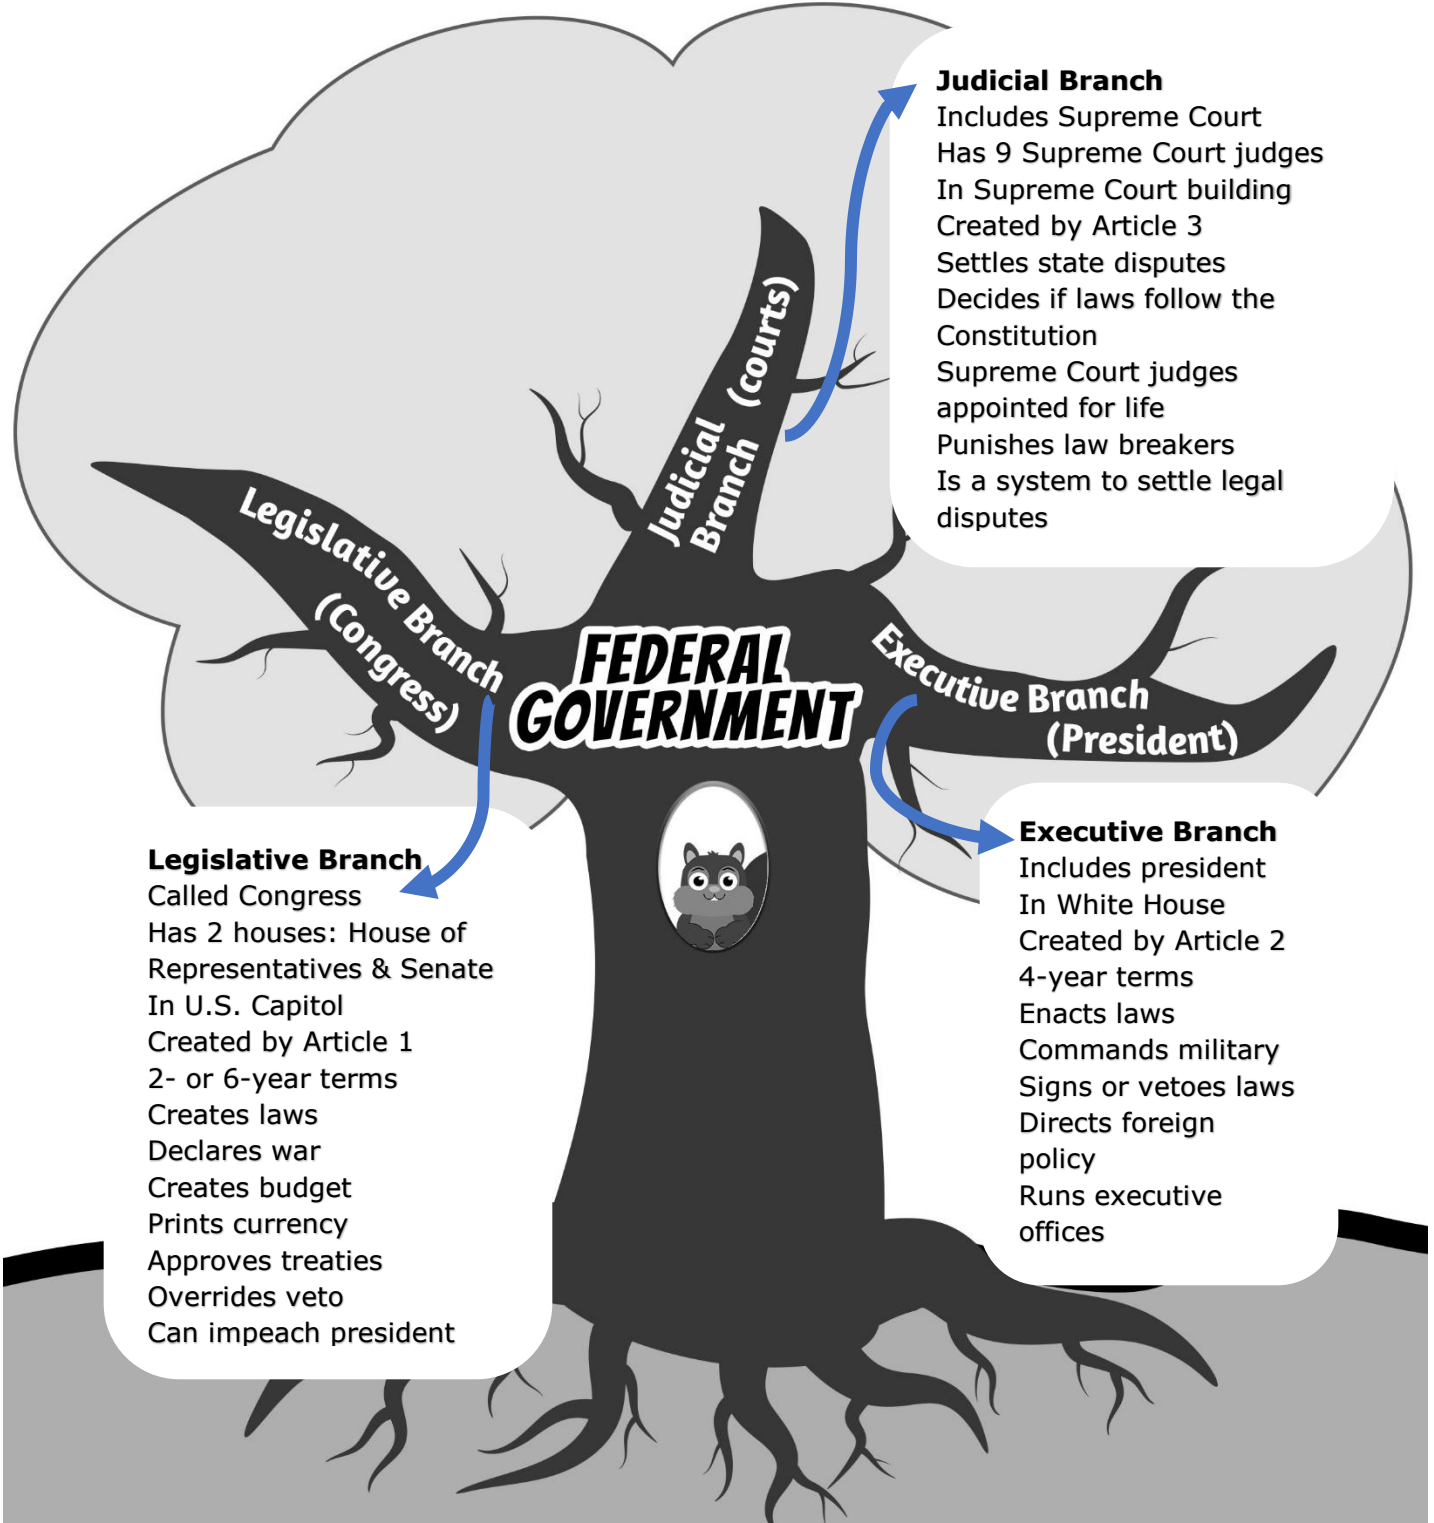 Judicial Branch
Includes Supreme Court
Has 9 Supreme Court judges
In Supreme Court building
Created by Article 3
Settles state disputes
Decides if laws follow the
Constitution
Supreme Court judges
appointed for life
Punishes law breakers
Is a system to settle legal
disputes
Judicial
Branch
(courts)
Legislative Branch
(Congress)
FEDERAL
GOVERNMENT
Executive Branch
(President)
Legislative Branch
Called Congress
Has 2 houses: House of
Representatives & Senate
In U.S. Capitol
Created by Article 1
2- or 6-year terms
Creates laws
Declares war
Creates budget
Prints currency
Approves treaties
Overrides veto
Can impeach president
Executive Branch
Includes president
In White House
Created by Article 2
4-year terms
Enacts laws
Commands military
Signs or vetoes laws
Directs foreign
policy
Runs executive
offices